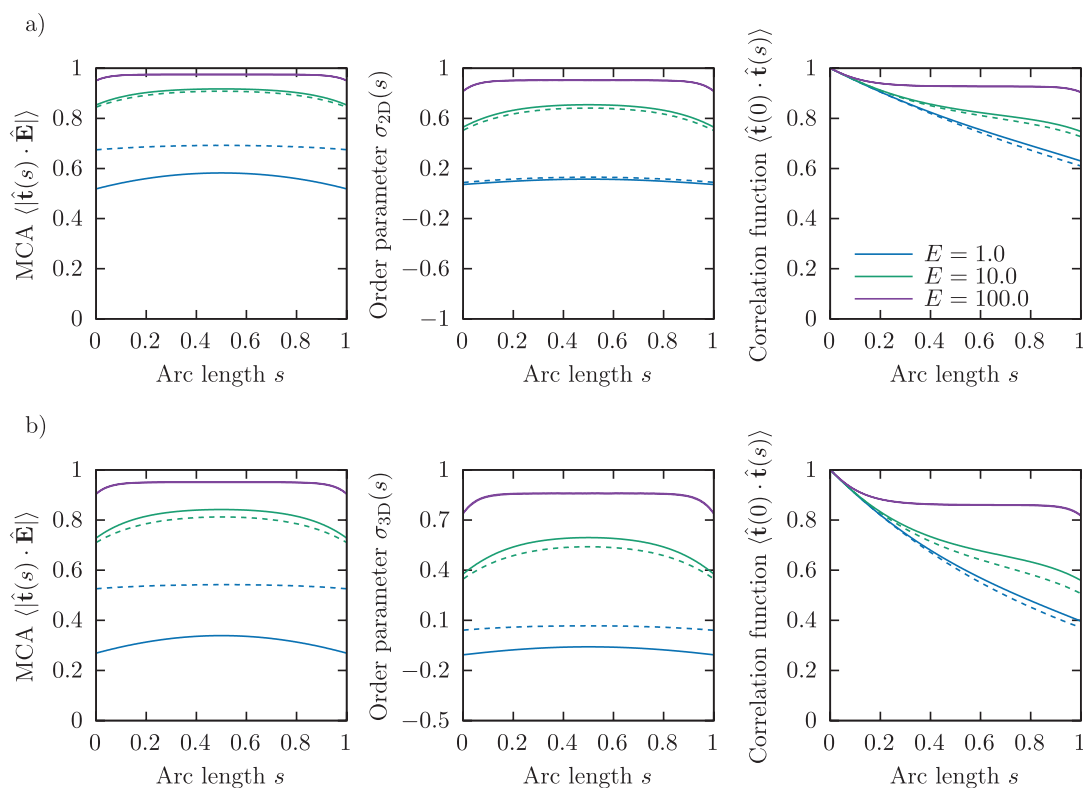 a)
MCA ⟨|t̂(s) · Ê|⟩
1
0.8
0.6
0.4
0.2
0
0 0.2 0.4 0.6 0.8 1
Arc length s
Order parameter σ2D(s)
1
0.6
0.2
−0.2
−0.6
−1
0 0.2 0.4 0.6 0.8 1
Arc length s
Correlation function ⟨t̂(0) · t̂(s)⟩
1
0.8
0.6
0.4
0.2
0
E = 1.0
E = 10.0
E = 100.0
0 0.2 0.4 0.6 0.8 1
Arc length s
b)
MCA ⟨|t̂(s) · Ê|⟩
1
0.8
0.6
0.4
0.2
0
0 0.2 0.4 0.6 0.8 1
Arc length s
Order parameter σ3D(s)
1
0.7
0.4
0.1
−0.2
−0.5
0 0.2 0.4 0.6 0.8 1
Arc length s
Correlation function ⟨t̂(0) · t̂(s)⟩
1
0.8
0.6
0.4
0.2
0
0 0.2 0.4 0.6 0.8 1
Arc length s